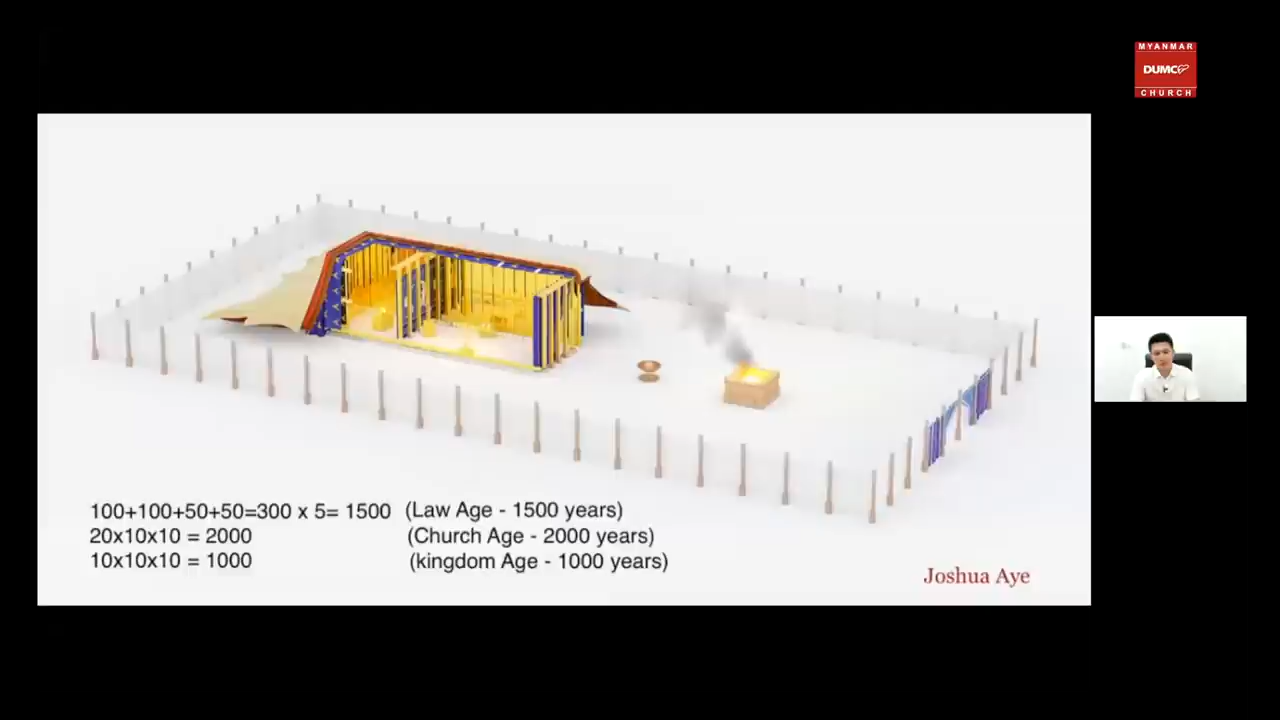 MYANMAR
DUMC
CHURCH
100+100+50+50=300 x 5= 1500 (Law Age - 1500 years)
20x10x10 = 2000 (Church Age - 2000 years)
10x10x10 = 1000 (kingdom Age - 1000 years)
Joshua Aye